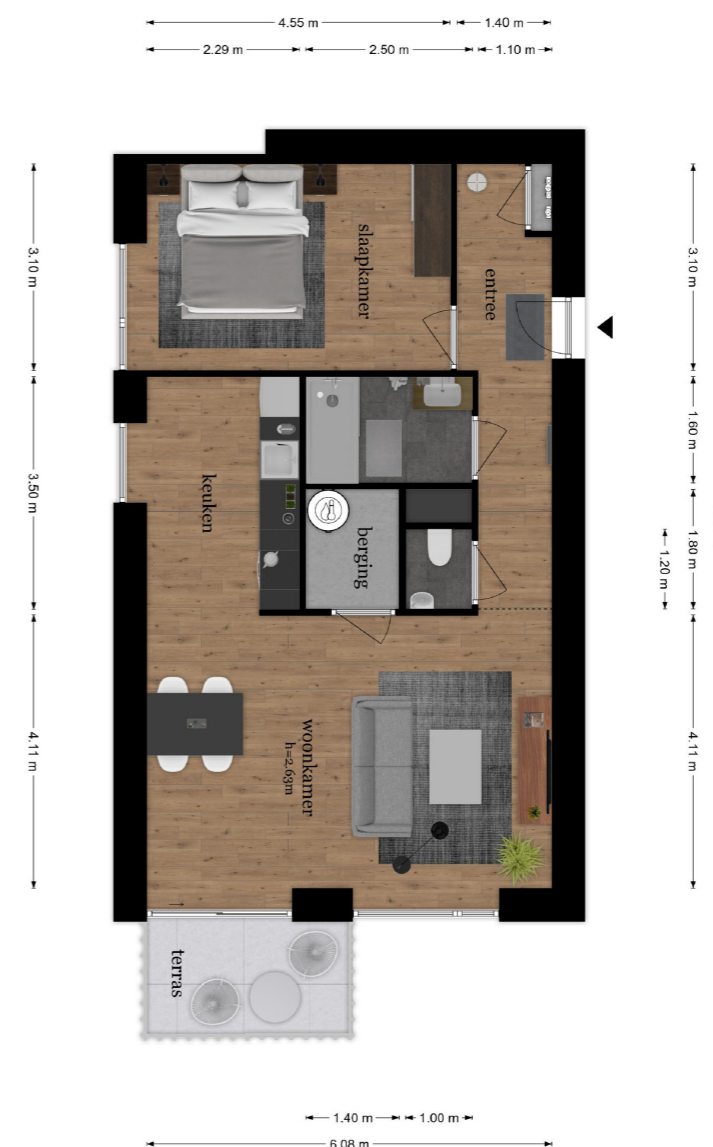 4.55 m
1.40 m
2.29 m
2.50 m
1.10 m
3.10 m
3.50 m
4.11 m
slaapkamer
entree
keuken
berging
woonkamer
h=2,63m
terras
3.10 m
1.60 m
1.80 m
1.20 m
4.11 m
1.40 m
1.00 m
6.08 m